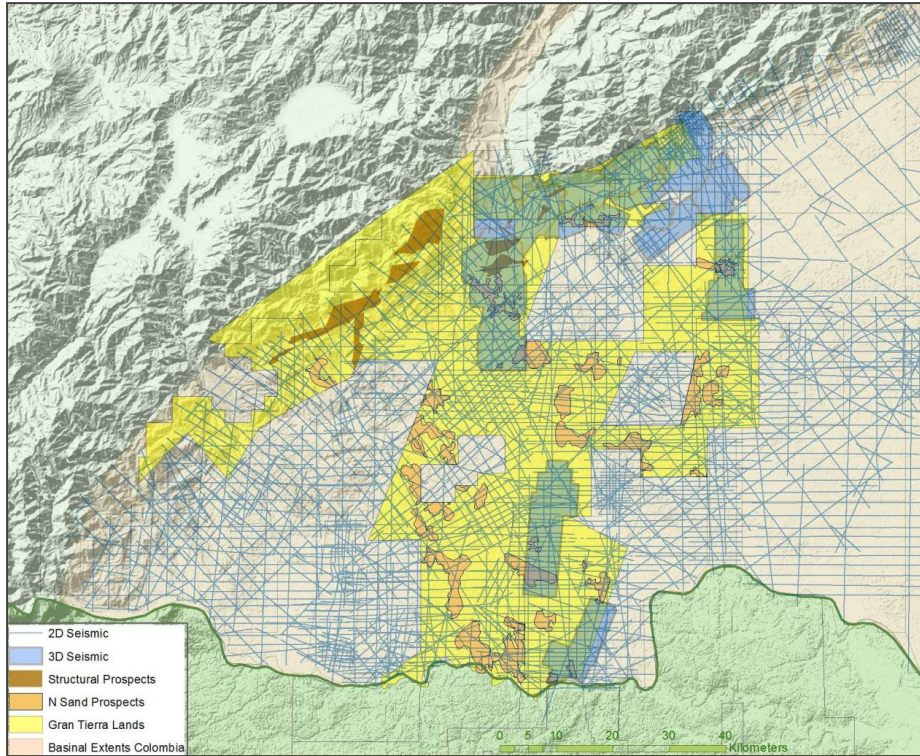 2D Seismic
3D Seismic
Structural Prospects
N Sand Prospects
Gran Tierra Lands
Basinal Extents Colombia
0 5 10 20 30 40
Kilometers